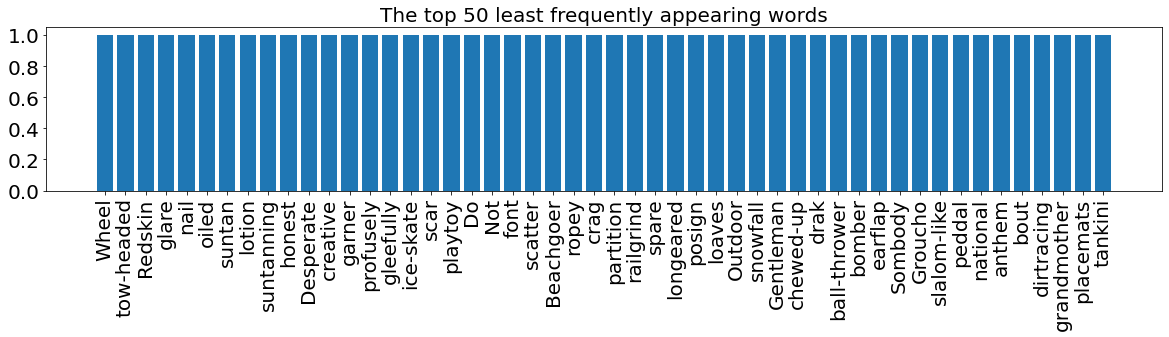 The top 50 least frequently appearing words
1.0
0.8
0.6
0.4
0.2
0.0
Wheel
tow-headed
Redskin
glare
nail
oiled
suntan
lotion
suntanning
honest
Desperate
creative
garner
profusely
gleefully
ice-skate
scar
playtoy
Do
Not
font
scatter
Beachgoer
ropey
crag
partition
railgrind
spare
longeared
posign
loaves
Outdoor
snowfall
Gentleman
chewed-up
drak
ball-thrower
bomber
earflap
Sombody
Groucho
slalom-like
peddal
national
anthem
bout
dirtracing
grandmother
placemats
tankini